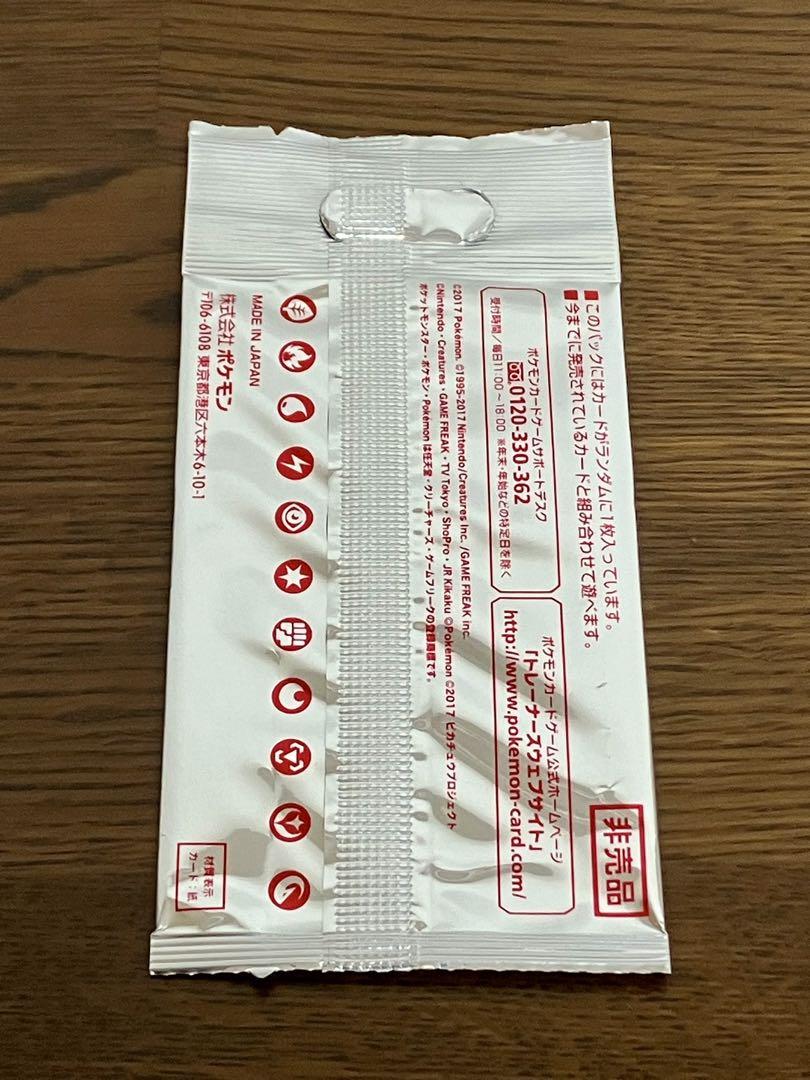 ■このパックにはカードがランダムに1枚入っています。
■今までに発売されているカードと組み合わせて遊べます。
非売品
ポケモンカードゲームサポートデスク
0120-330-362
受付時間/毎日11:00~18:00 ※年末・年始などの特定日を除く
ポケモンカードゲーム公式ホームページ
「トレーナーズウェブサイト」
http://www.pokemon-card.com/
©2017 Pokémon ©1995-2017 Nintendo/Creatures Inc. /GAME FREAK inc.
©Nintendo・Creatures・GAME FREAK・TV Tokyo・ShoPro・JR Kikaku ©Pokémon ©2017 ピカチュウプロジェクト
ポケットモンスター・ポケモン・Pokémonは任天堂・クリーチャーズ・ゲームフリークの登録商標です。
MADE IN JAPAN
株式会社 ポケモン
〒106-6108 東京都港区六本木6-10-1
材質表示
カード:紙